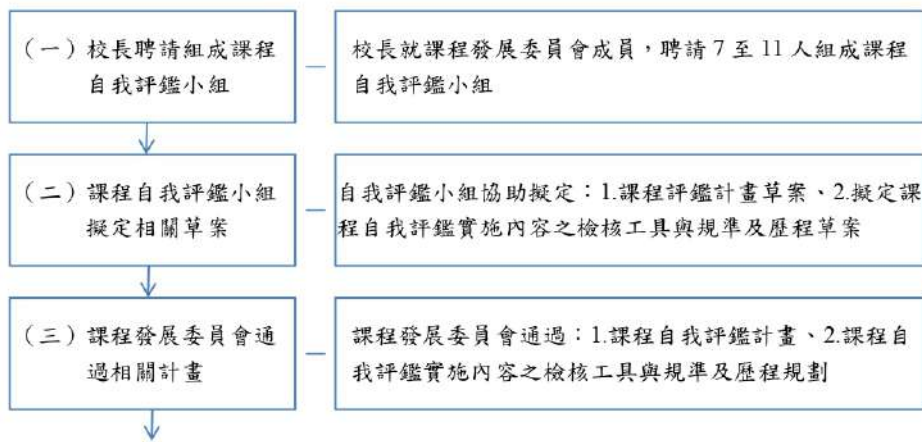 （一）校長聘請組成課程
自我評鑑小組
校長就課程發展委員會成員，聘請 7 至 11 人組成課程
自我評鑑小組
（二）課程自我評鑑小組
擬定相關草案
自我評鑑小組協助擬定：1.課程評鑑計畫草案、2.擬定課
程自我評鑑實施內容之檢核工具與規準及歷程草案
（三）課程發展委員會通
過相關計畫
課程發展委員會通過：1.課程自我評鑑計畫、2.課程自
我評鑑實施內容之檢核工具與規準及歷程規劃